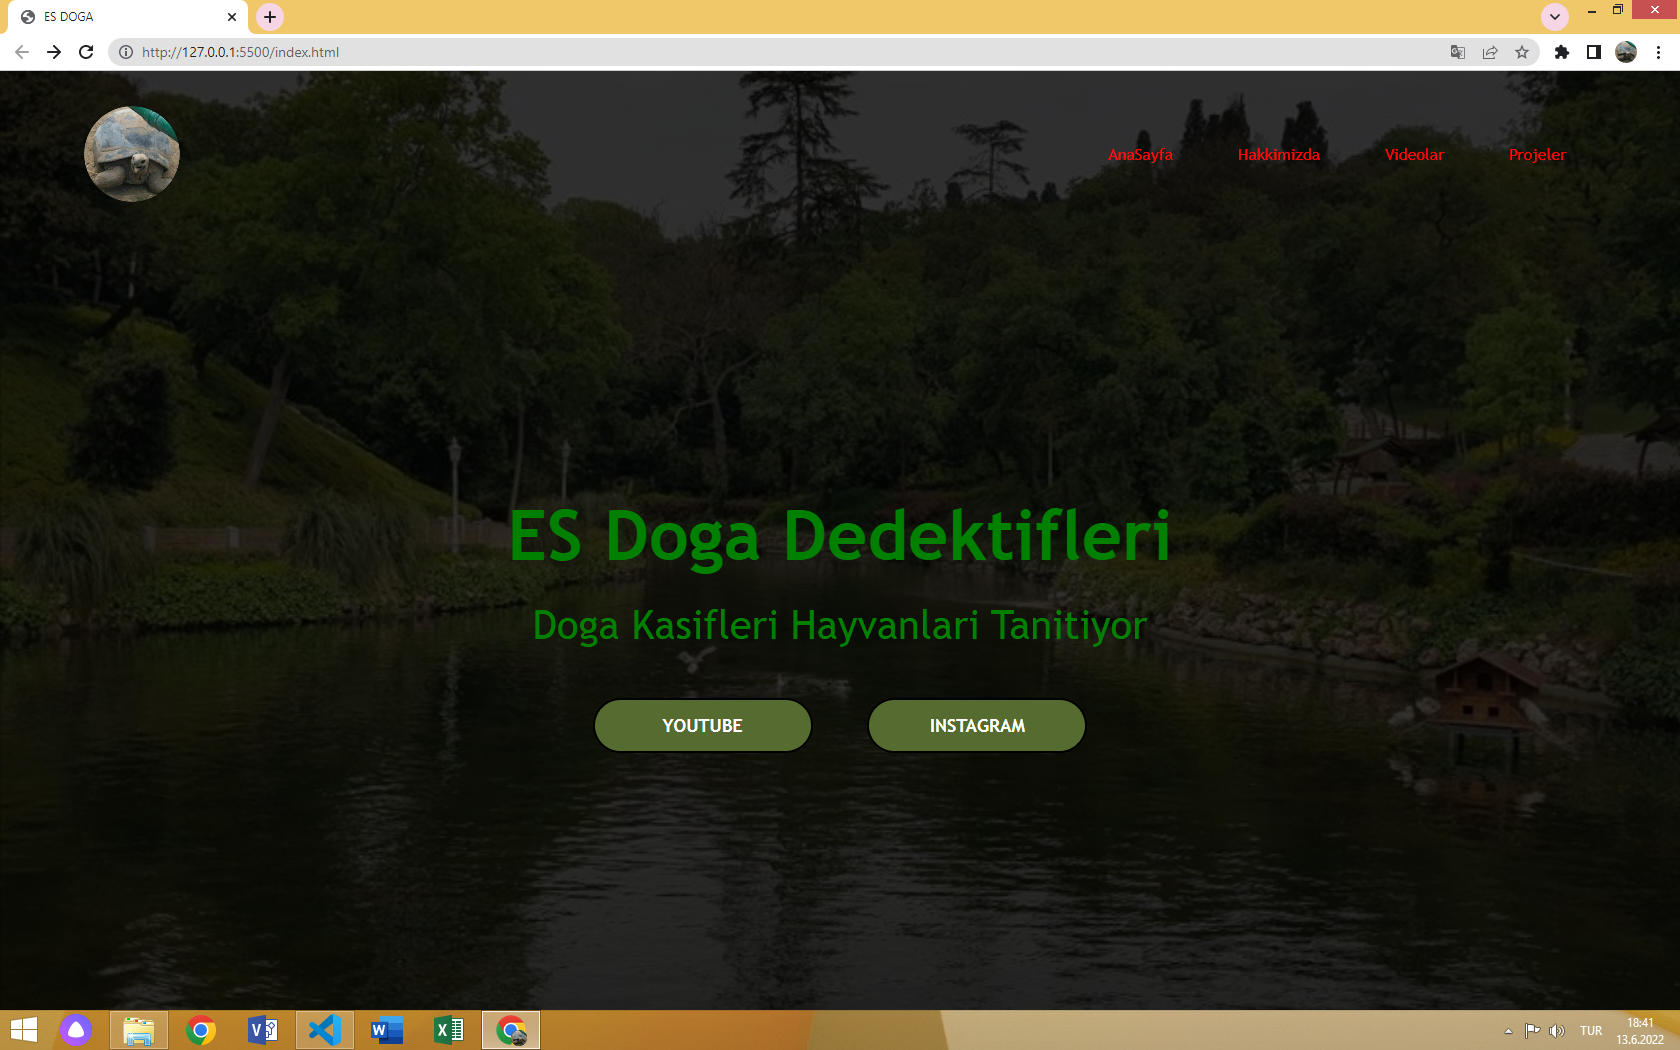 ES DOGA
http://127.0.0.1:5500/index.html
AnaSayfa Hakkimizda Videolar Projeler
ES Doga Dedektifleri
Doga Kasifleri Hayvanlari Tanitiyor
YOUTUBE INSTAGRAM
TUR 18:41
13.6.2022